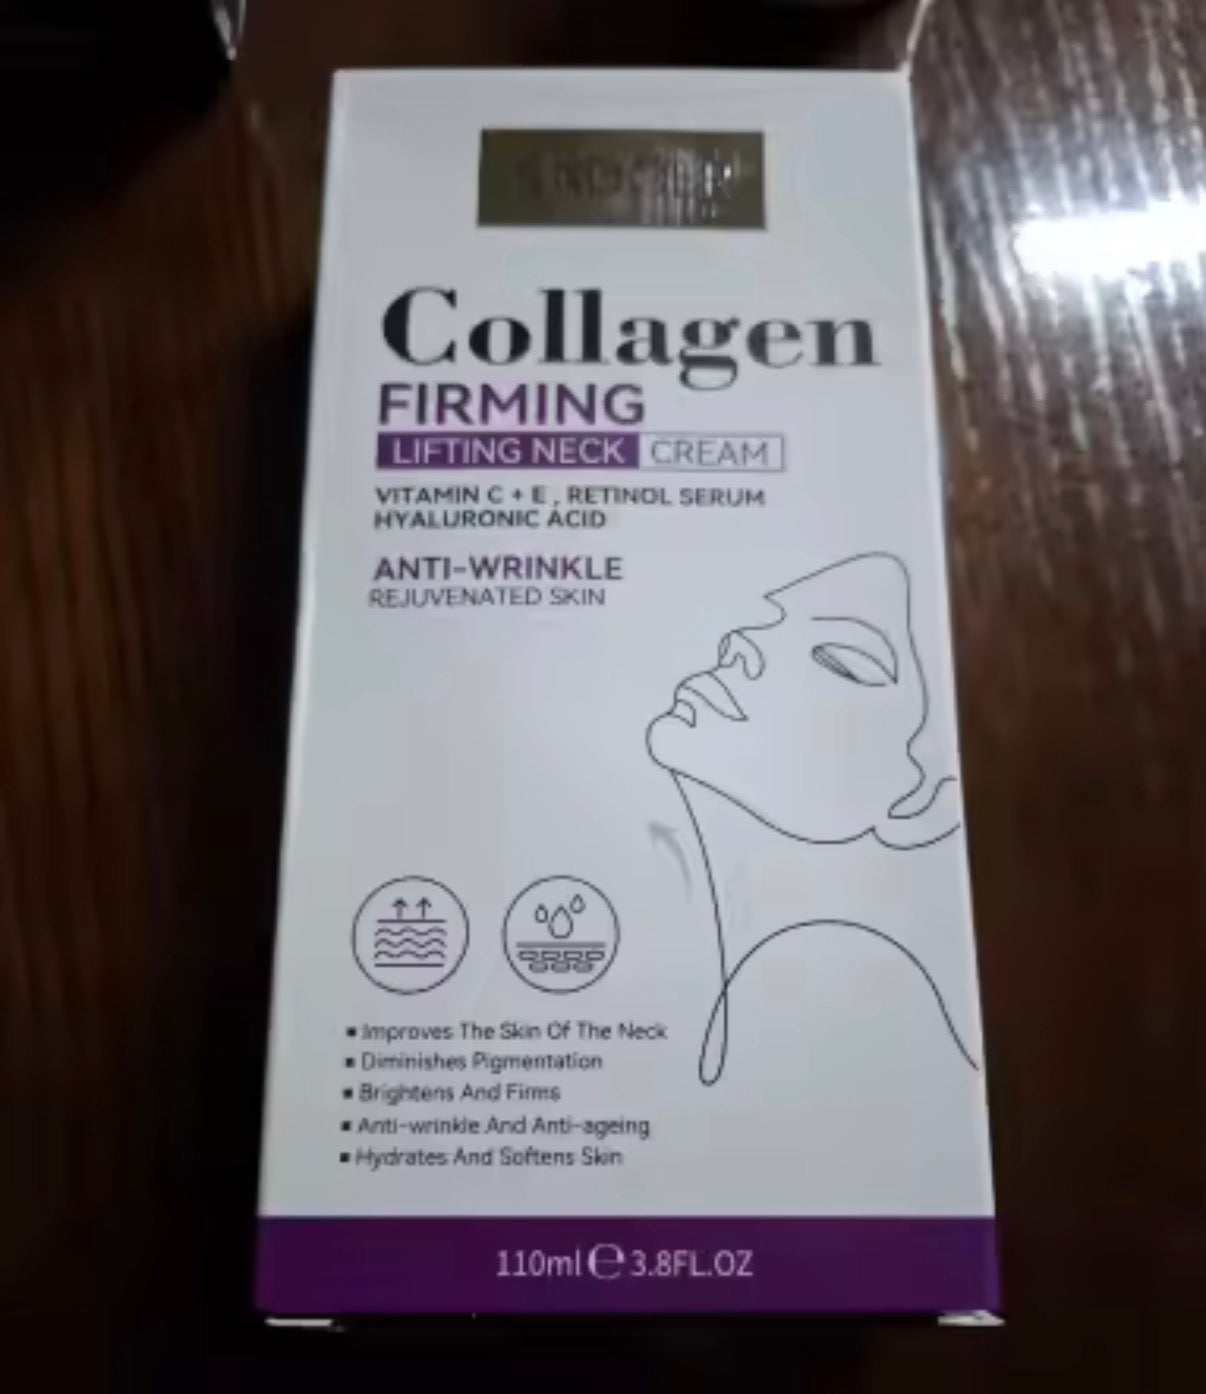 Collagen
FIRMING
LIFTING NECK CREAM
VITAMIN C + E , RETINOL SERUM
HYALURONIC ACID
ANTI-WRINKLE
REJUVENATED SKIN
▪ Improves The Skin Of The Neck
▪ Diminishes Pigmentation
▪ Brightens And Firms
▪ Anti-wrinkle And Anti-ageing
▪ Hydrates And Softens Skin
110ml ℮ 3.8FL.OZ